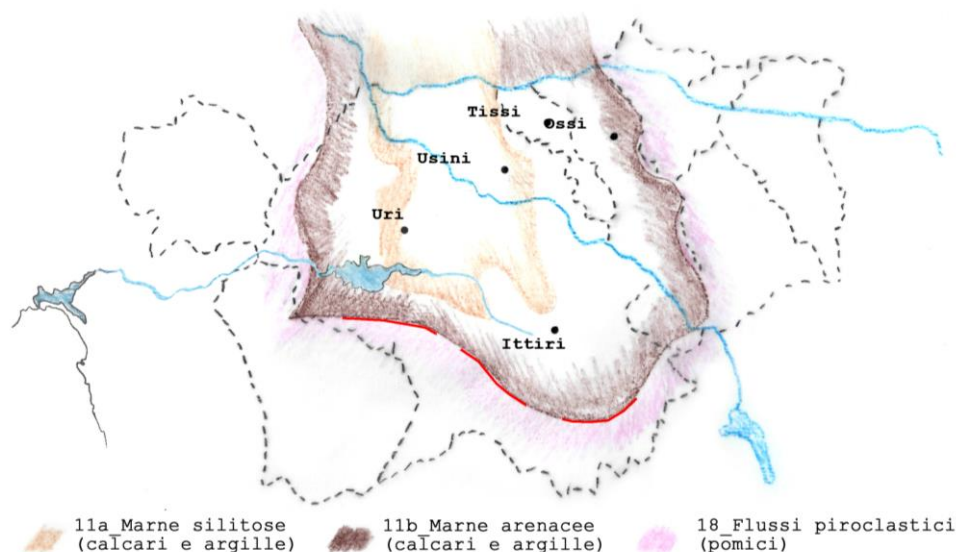 Tissi
Ossi
Usini
Uri
Ittiri
11a_Marne silitose
(calcari e argille)
11b_Marne arenacee
(calcari e argille)
18_Flussi piroclastici
(pomici)